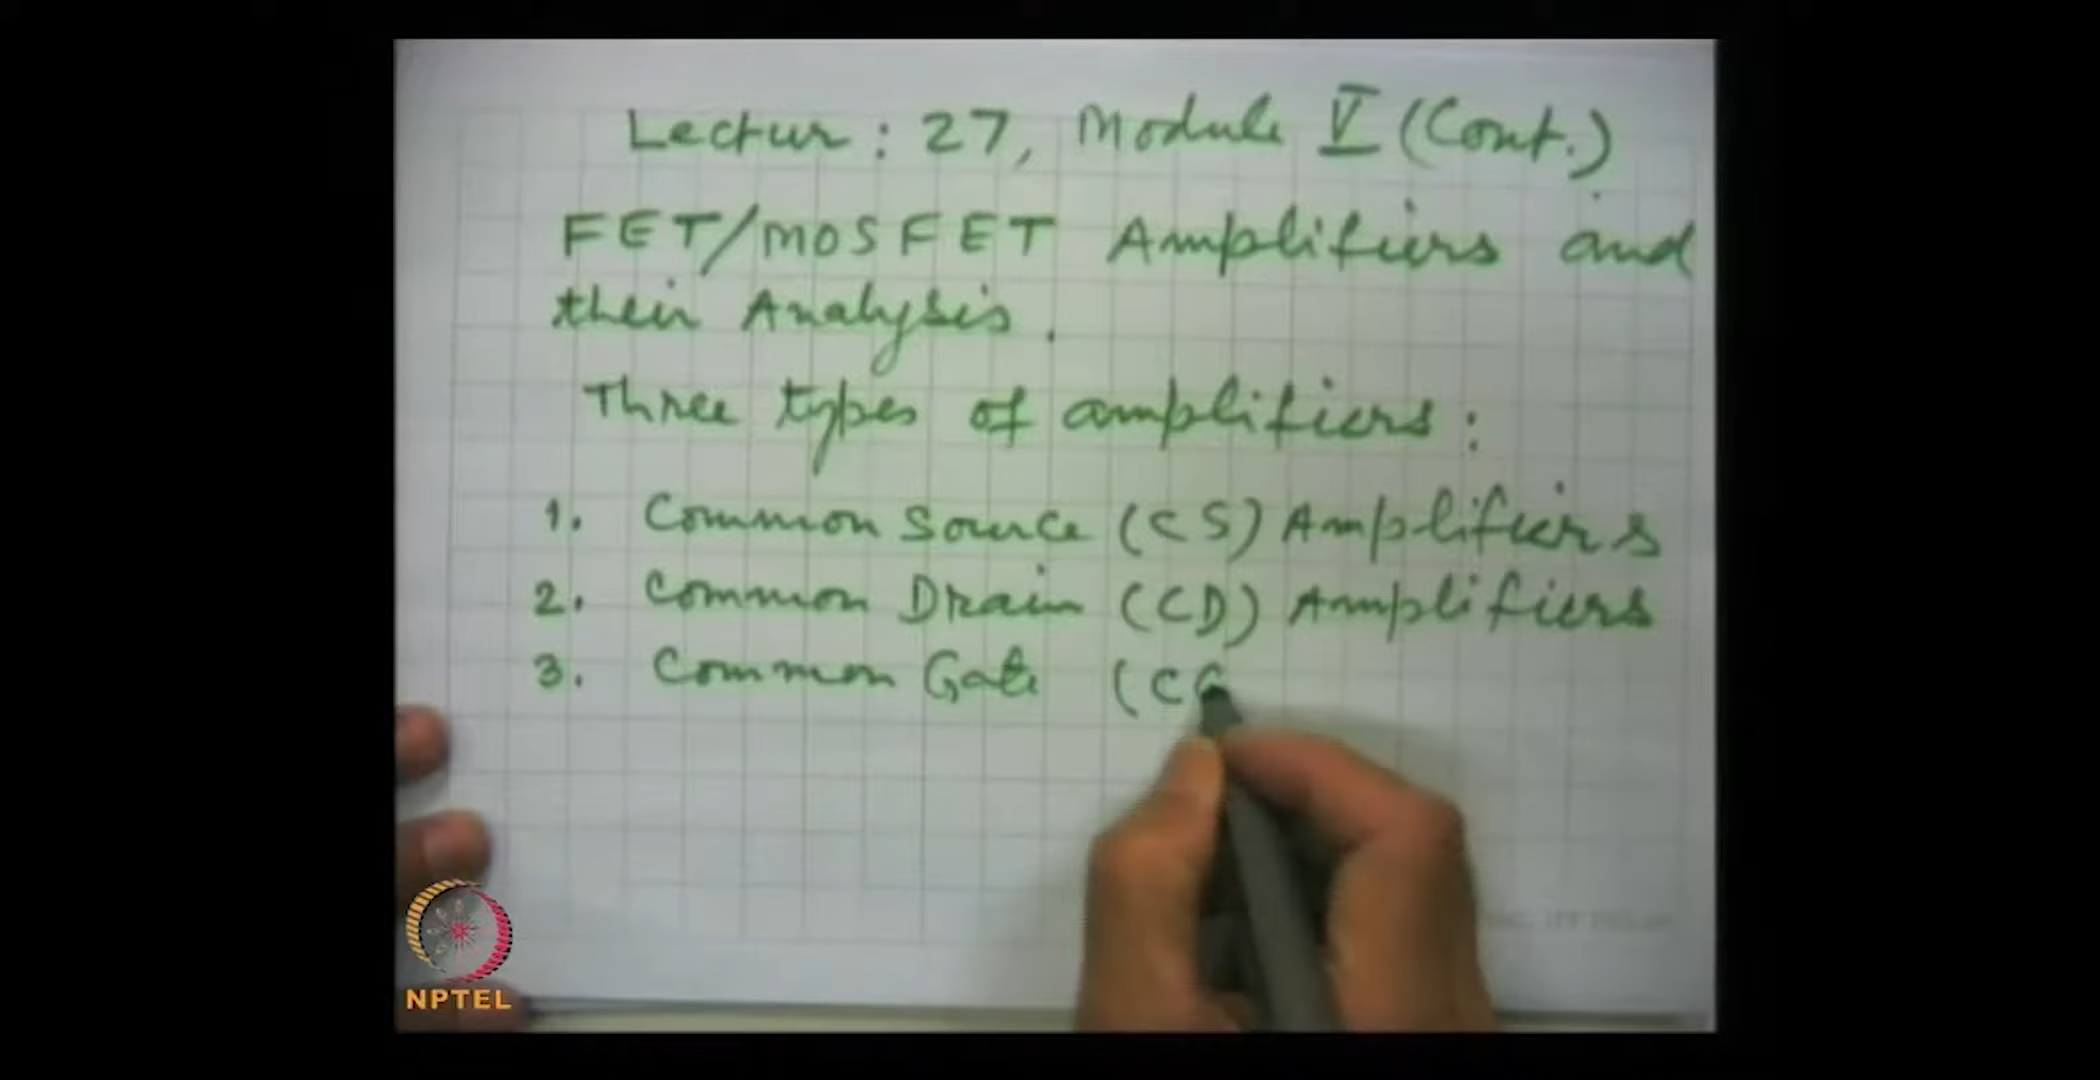 Lectur : 27, Module V (Cont.)
FET/MOSFET Amplifiers and
their Analysis.
Three types of amplifiers :
1. Common Source (CS) Amplifiers
2. Common Drain (CD) Amplifiers
3. Common Gate (CG
NPTEL